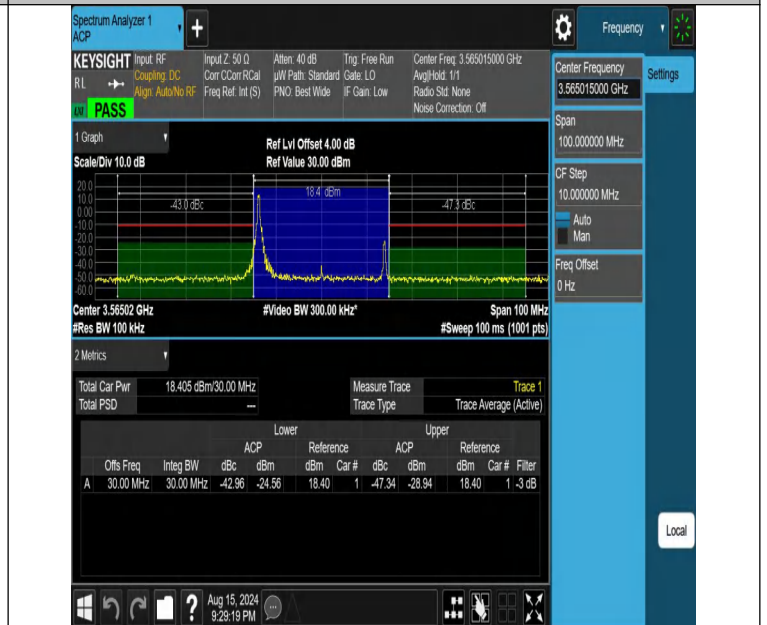 Spectrum Analyzer 1
ACP
+
Frequency
KEYSIGHT
RL
PASS
Input: RF
Coupling: DC
Align: Auto/No RF
Input Z: 50 Ω
Corr CCorr RCal
Freq Ref: Int (S)
Atten: 40 dB
µW Path: Standard
PNO: Best Wide
Trig: Free Run
Gate: LO
IF Gain: Low
Center Freq: 3.565015000 GHz
Avg|Hold: 1/1
Radio Std: None
Noise Correction: Off
Center Frequency
3.565015000 GHz
Settings
Span
100.000000 MHz
CF Step
10.000000 MHz
Auto
Man
Freq Offset
0 Hz
Local
1 Graph
Scale/Div 10.0 dB
Ref Lvl Offset 4.00 dB
Ref Value 30.00 dBm
20.0
10.0
0.00
-10.0
-20.0
-30.0
-40.0
-50.0
-60.0
-43.0 dBc
18.4 dBm
-47.3 dBc
Center 3.56502 GHz
#Video BW 300.00 kHz*
Span 100 MHz
#Res BW 100 kHz
#Sweep 100 ms (1001 pts)
2 Metrics
Total Car Pwr 18.405 dBm/30.00 MHz
Total PSD ---
Measure Trace Trace 1
Trace Type Trace Average (Active)
Lower Upper
ACP Reference ACP Reference
Offs Freq Integ BW dBc dBm dBm Car # dBc dBm dBm Car # Filter
A 30.00 MHz 30.00 MHz -42.96 -24.56 18.40 1 -47.34 -28.94 18.40 1 -3 dB
?
Aug 15, 2024
9:29:19 PM